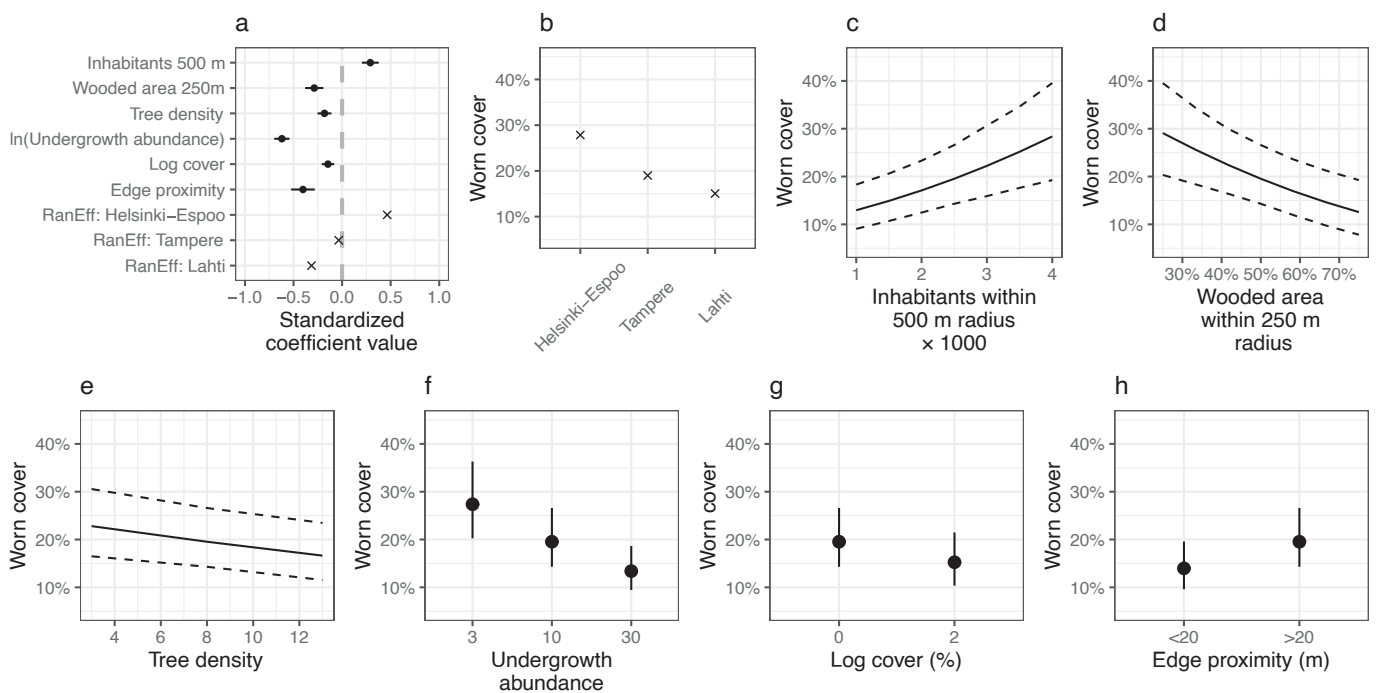 a
Inhabitants 500 m
Wooded area 250m
Tree density
ln(Undergrowth abundance)
Log cover
Edge proximity
RanEff: Helsinki–Espoo
RanEff: Tampere
RanEff: Lahti
−1.0 −0.5 0.0 0.5 1.0
Standardized
coefficient value
b
Worn cover
40%
30%
20%
10%
Helsinki–Espoo
Tampere
Lahti
c
Worn cover
40%
30%
20%
10%
1 2 3 4
Inhabitants within
500 m radius
× 1000
d
Worn cover
40%
30%
20%
10%
30% 40% 50% 60% 70%
Wooded area
within 250 m
radius
e
Worn cover
40%
30%
20%
10%
4 6 8 10 12
Tree density
f
Worn cover
40%
30%
20%
10%
3 10 30
Undergrowth
abundance
g
Worn cover
40%
30%
20%
10%
0 2
Log cover (%)
h
Worn cover
40%
30%
20%
10%
<20 >20
Edge proximity (m)